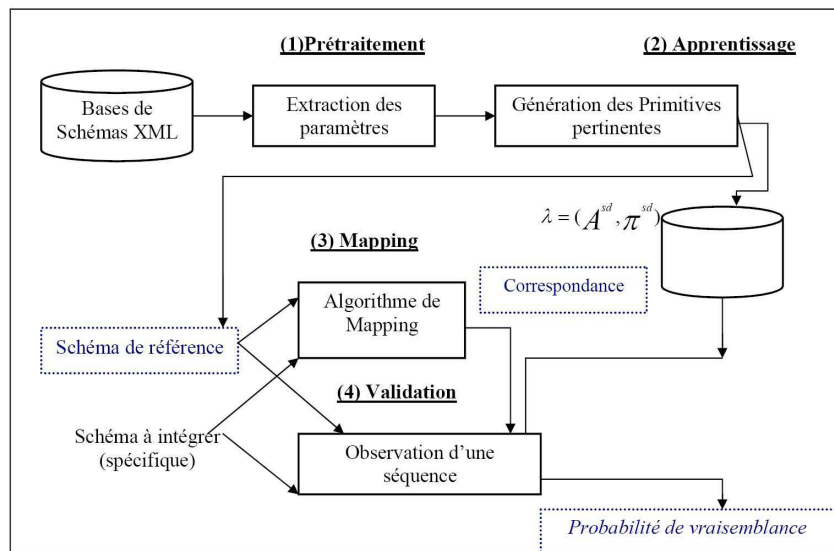 (1)Prétraitement
(2) Apprentissage
Bases de
Schémas XML
Extraction des
paramètres
Génération des Primitives
pertinentes
λ = ( A^sd , π^sd )
(3) Mapping
Algorithme de
Mapping
Correspondance
Schéma de référence
(4) Validation
Schéma à intégrer
(spécifique)
Observation d’une
séquence
Probabilité de vraisemblance